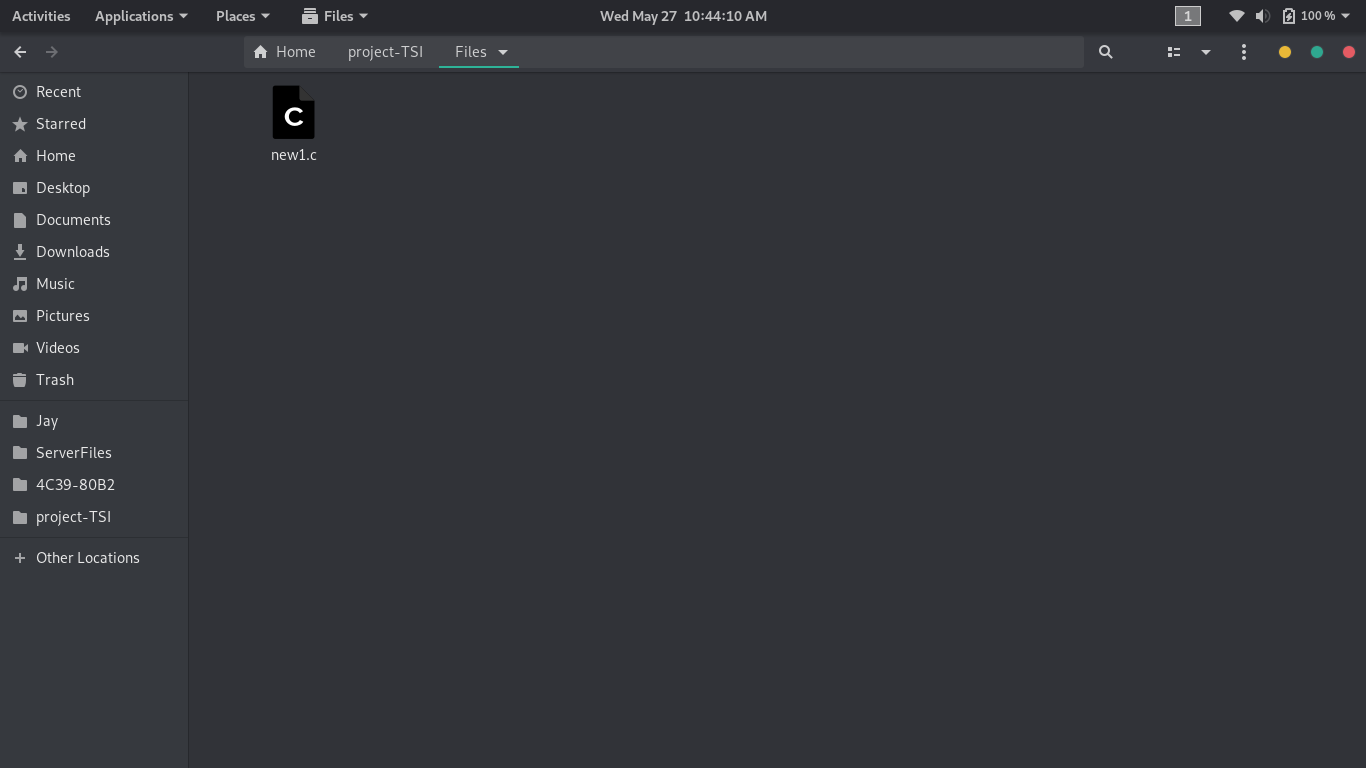 Activities Applications Places Files Wed May 27 10:44:10 AM 1 100 %
Home project-TSI Files
Recent
Starred
Home
Desktop
Documents
Downloads
Music
Pictures
Videos
Trash
Jay
ServerFiles
4C39-80B2
project-TSI
Other Locations
C
new1.c